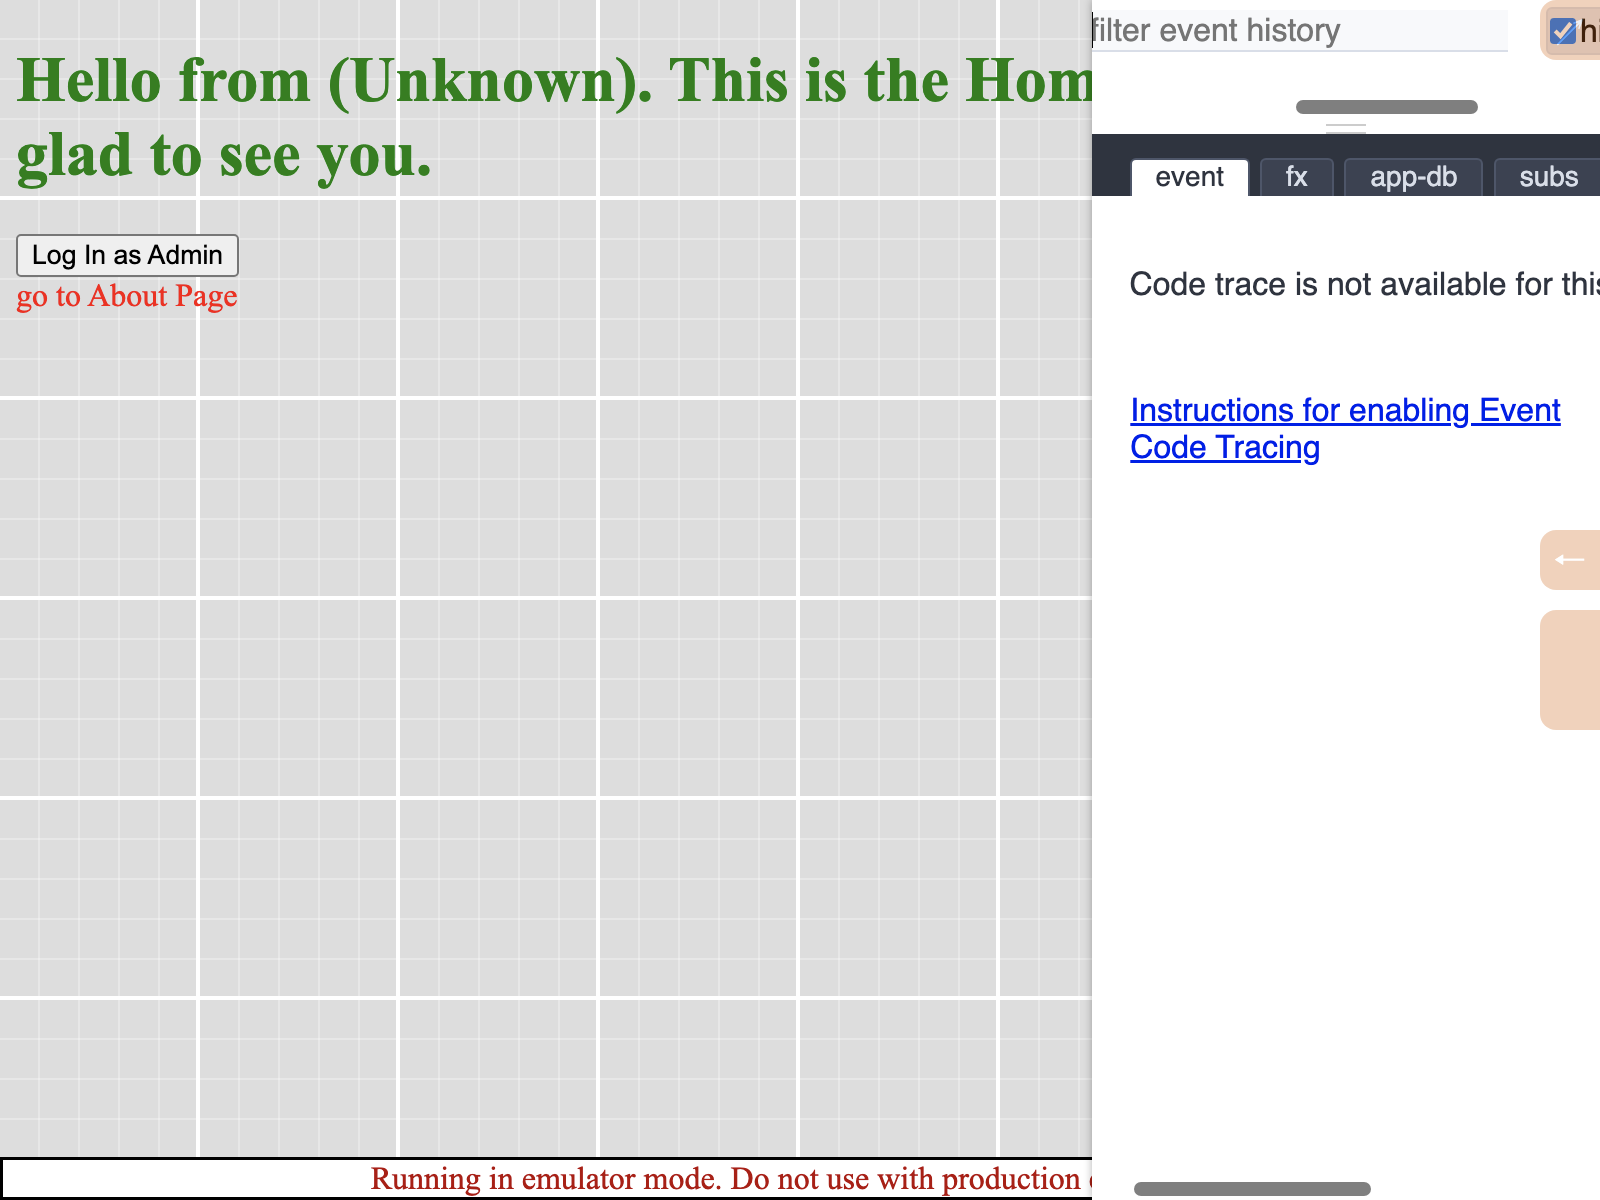 Hello from (Unknown). This is the Hom
glad to see you.
Log In as Admin
go to About Page
Running in emulator mode. Do not use with production
filter event history
hi
event
fx
app-db
subs
Code trace is not available for this
Instructions for enabling Event
Code Tracing
←